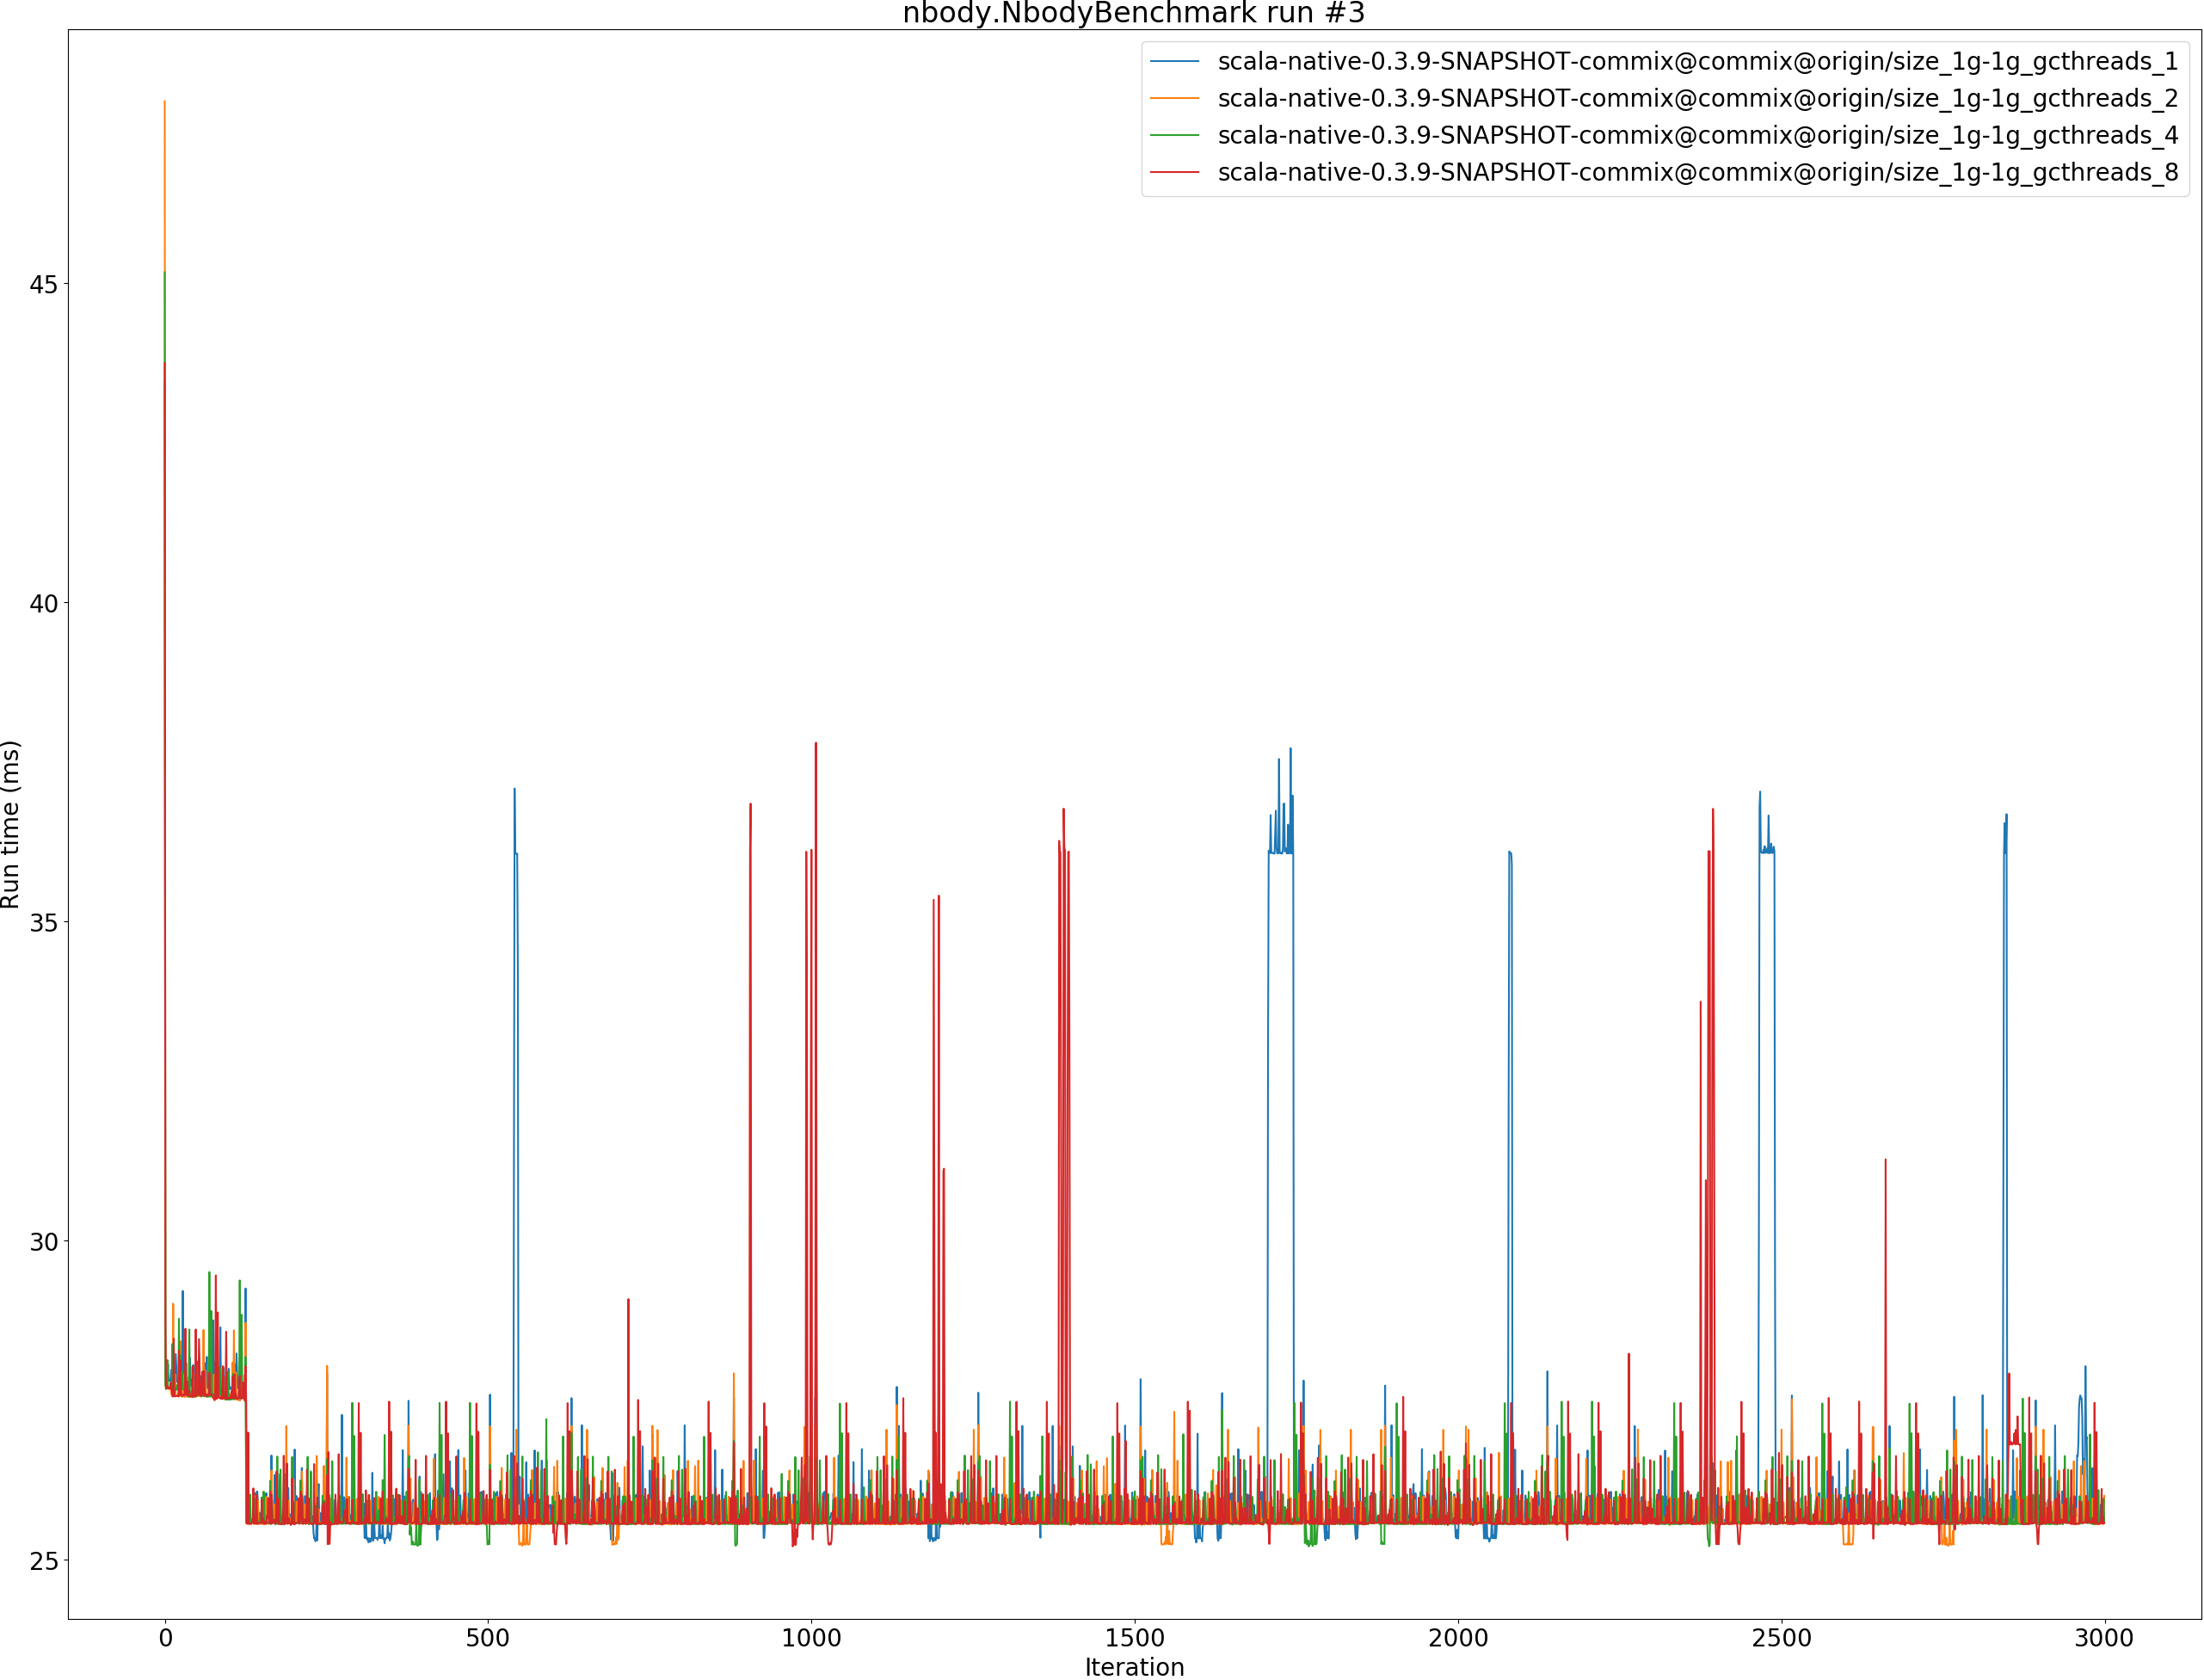 nbody.NbodyBenchmark run #3
scala-native-0.3.9-SNAPSHOT-commix@commix@origin/size_1g-1g_gcthreads_1
scala-native-0.3.9-SNAPSHOT-commix@commix@origin/size_1g-1g_gcthreads_2
scala-native-0.3.9-SNAPSHOT-commix@commix@origin/size_1g-1g_gcthreads_4
scala-native-0.3.9-SNAPSHOT-commix@commix@origin/size_1g-1g_gcthreads_8
45
40
35
30
25
Run time (ms)
0 500 1000 1500 2000 2500 3000
Iteration